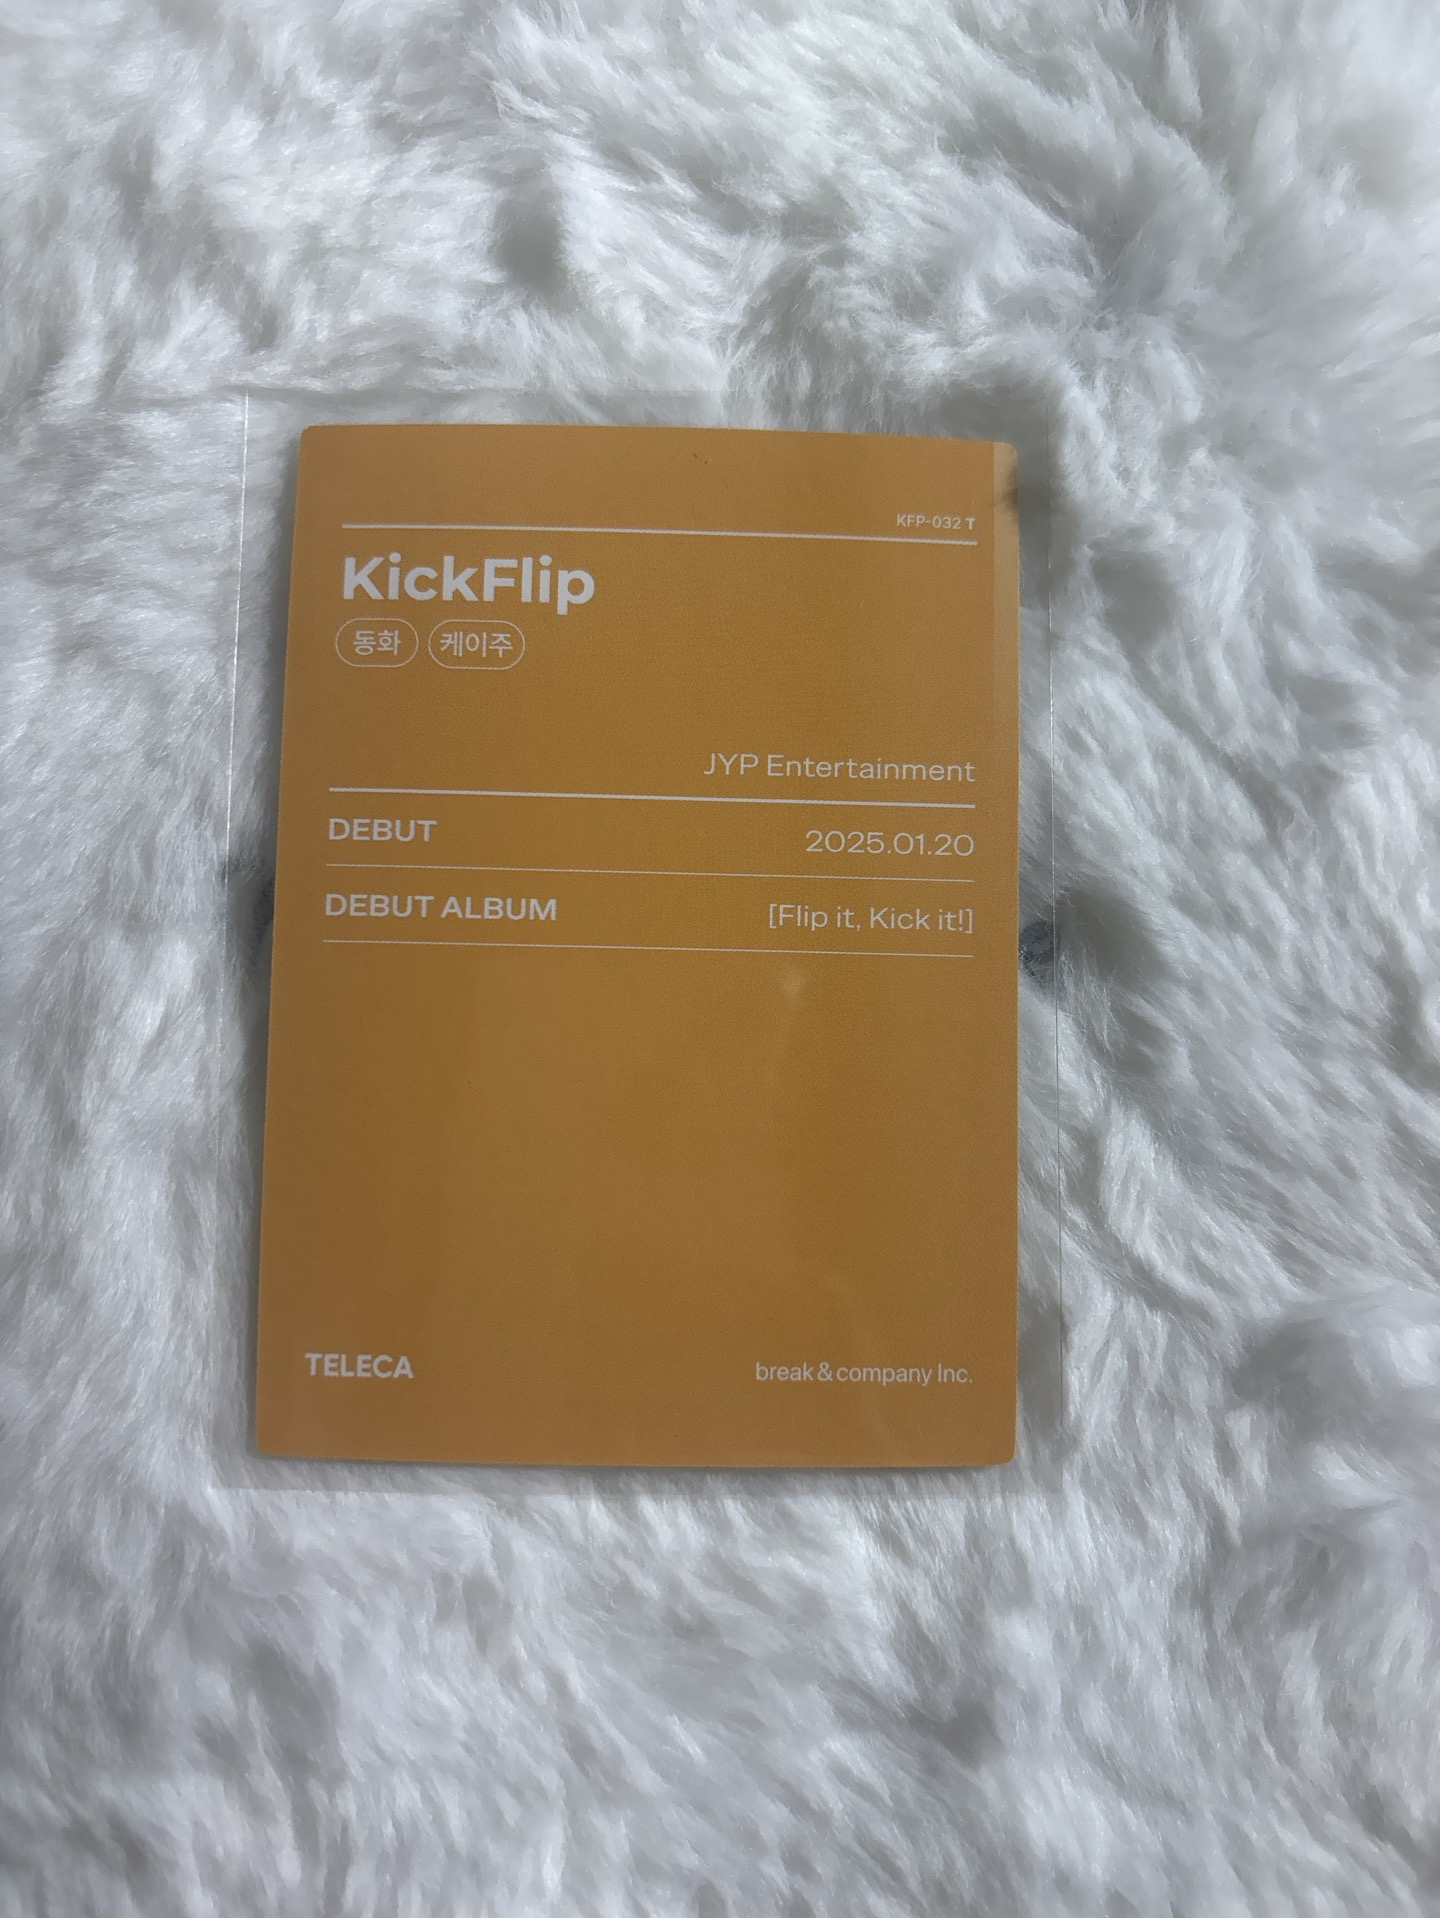 KFP-032 T
KickFlip
동화 케이주
JYP Entertainment
DEBUT 2025.01.20
DEBUT ALBUM [Flip it, Kick it!]
TELECA break & company Inc.